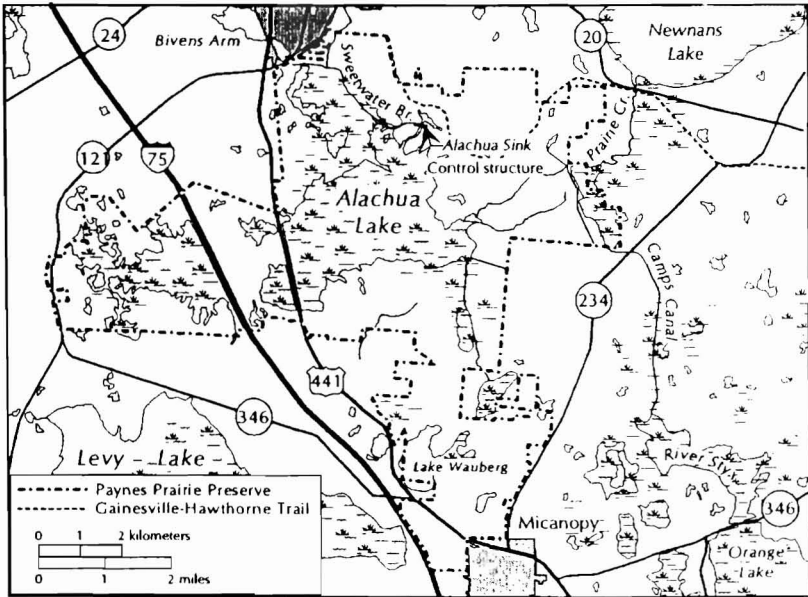 24
Bivens Arm
20
Newnans
Lake
Sweetwater Br.
Prairie Cr.
Alachua Sink
Control structure
121
75
Alachua
Lake
Camps Canal
234
441
346
Levy Lake
Lake Wauberg
River Styx
Paynes Prairie Preserve
Gainesville-Hawthorne Trail
Micanopy
346
0 1 2 kilometers
Orange
Lake
0 1 2 miles